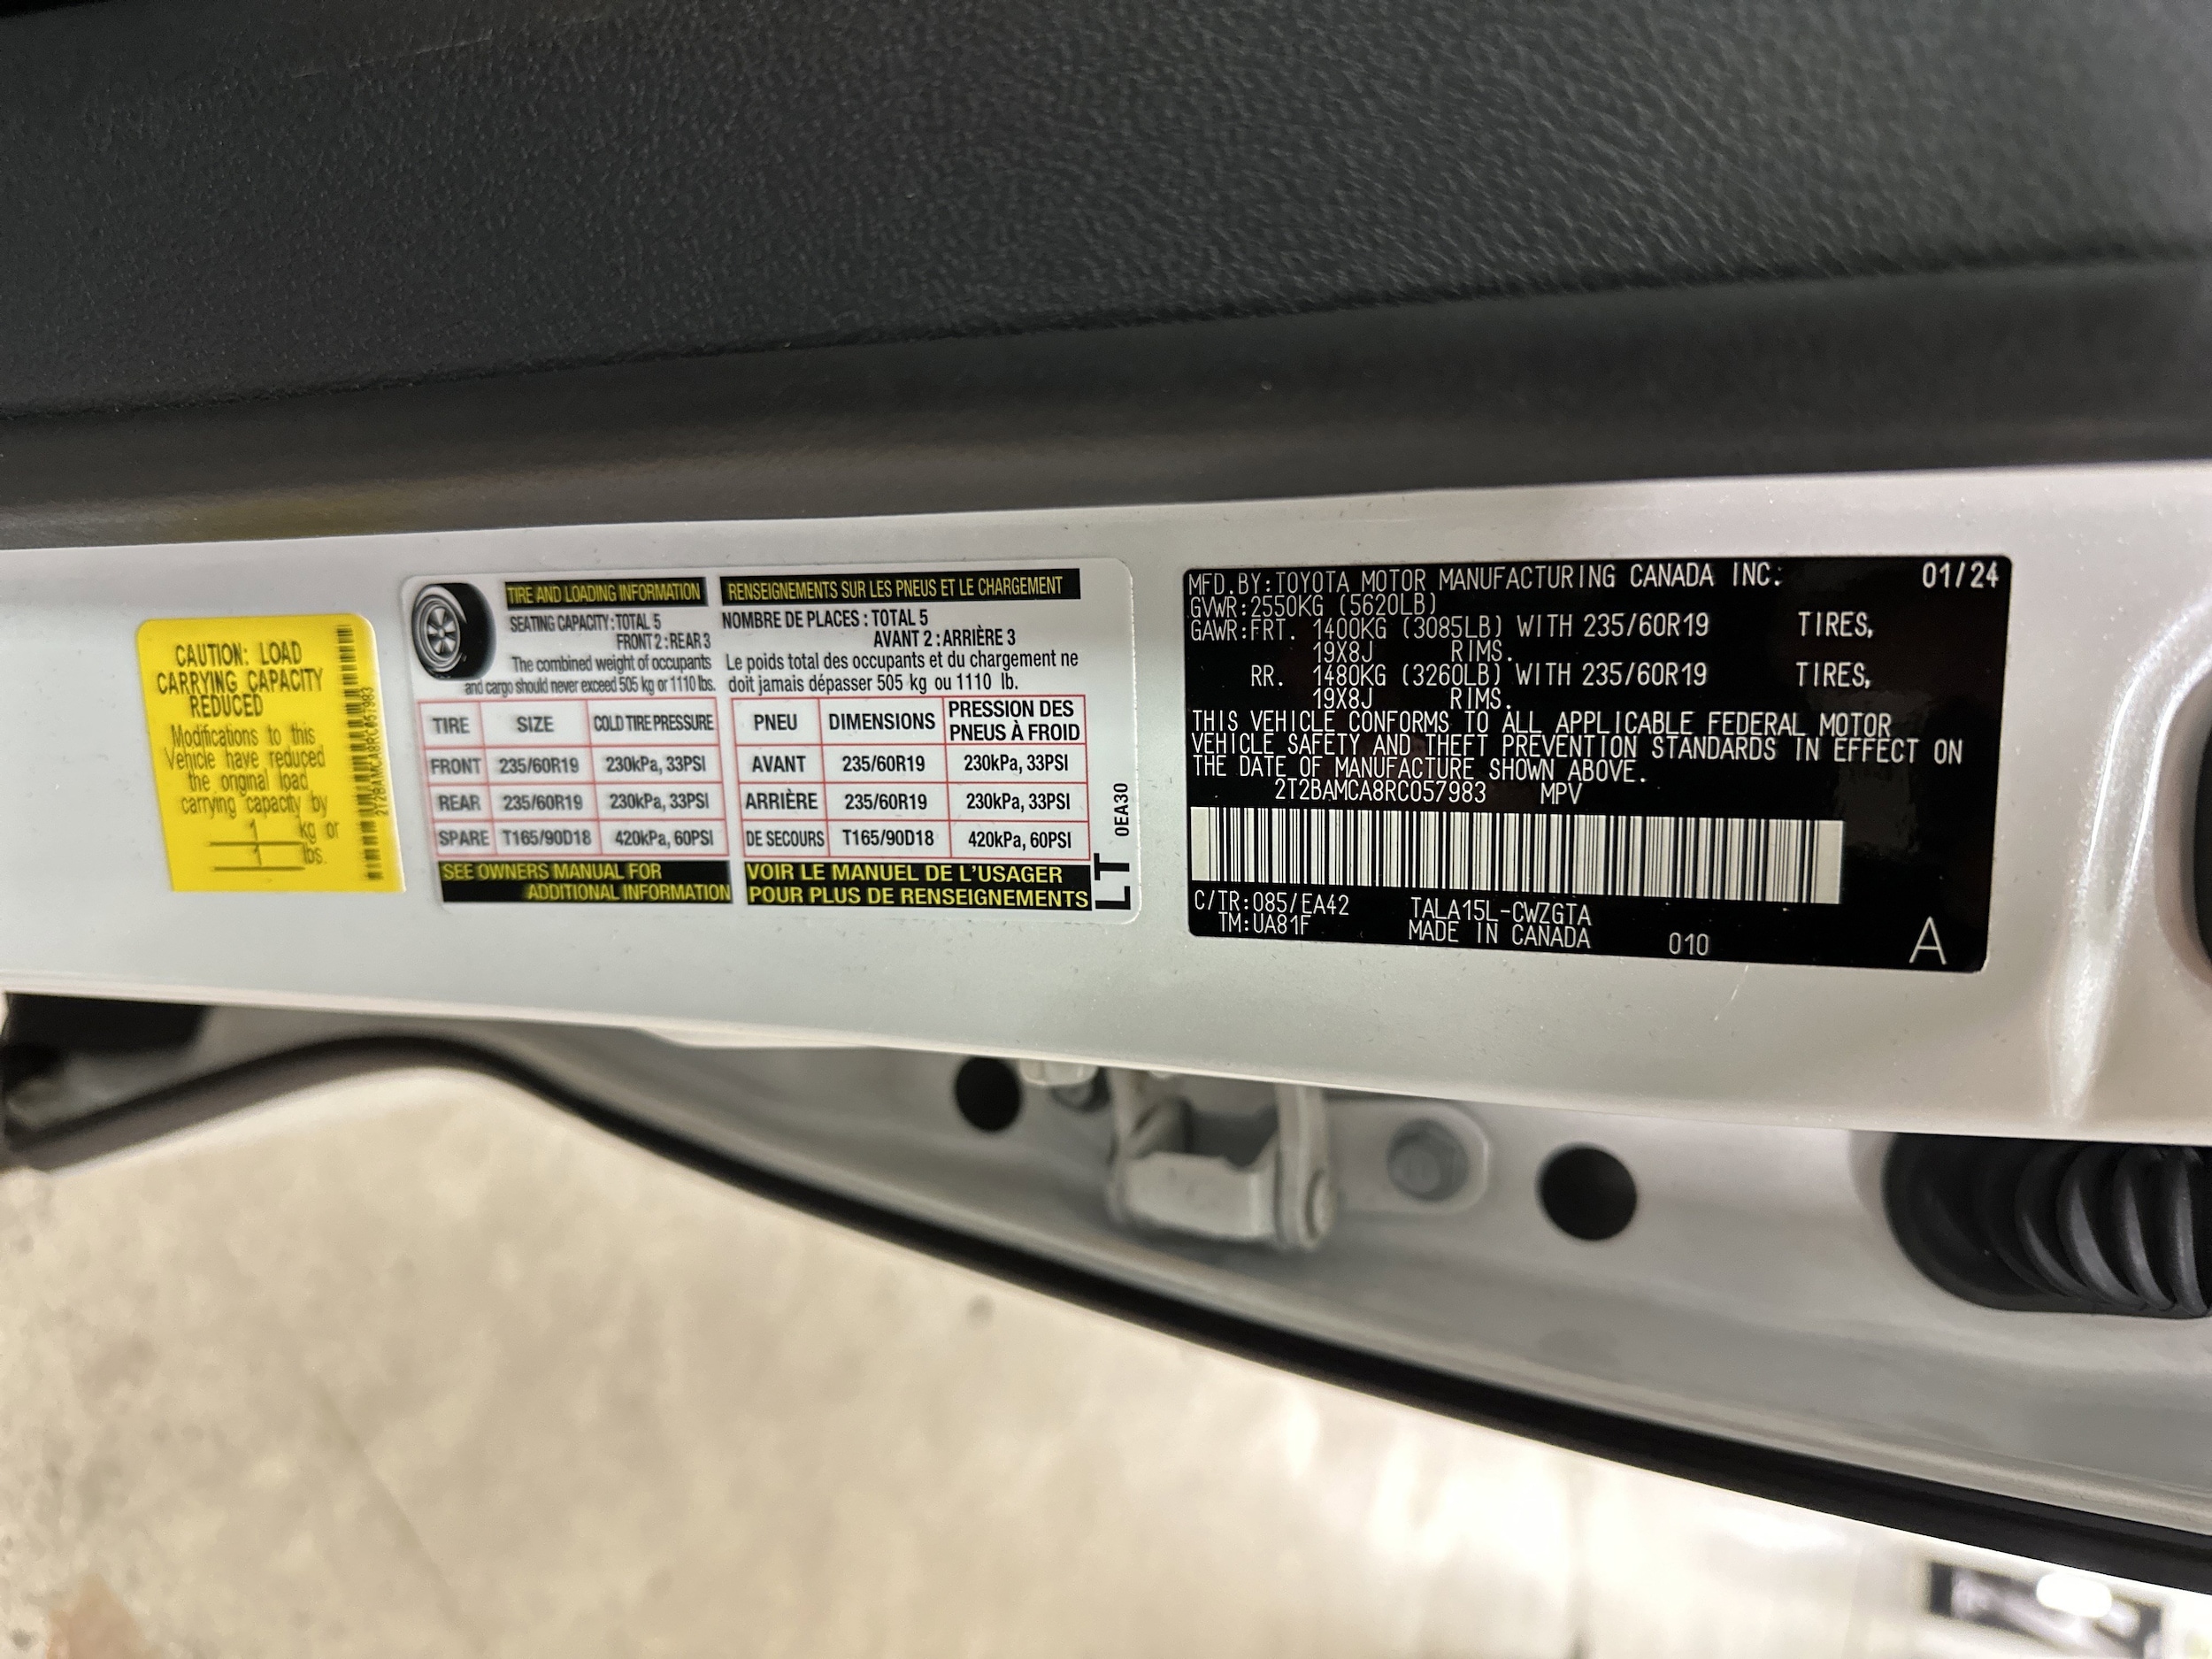 CAUTION: LOAD
CARRYING CAPACITY
REDUCED
Modifications to this
Vehicle have reduced
the original load
carrying capacity by
1 kg or
1 lbs.
2T2BAMCA8RC057983
TIRE AND LOADING INFORMATION
SEATING CAPACITY:TOTAL 5
FRONT 2:REAR 3
The combined weight of occupants
and cargo should never exceed 505 kg or 1110 lbs.
TIRE SIZE COLD TIRE PRESSURE
FRONT 235/60R19 230kPa, 33PSI
REAR 235/60R19 230kPa, 33PSI
SPARE T165/90D18 420kPa, 60PSI
SEE OWNERS MANUAL FOR
ADDITIONAL INFORMATION
RENSEIGNEMENTS SUR LES PNEUS ET LE CHARGEMENT
NOMBRE DE PLACES : TOTAL 5
AVANT 2 : ARRIÈRE 3
Le poids total des occupants et du chargement ne
doit jamais dépasser 505 kg ou 1110 lb.
PNEU DIMENSIONS PRESSION DES
PNEUS À FROID
AVANT 235/60R19 230kPa, 33PSI
ARRIÈRE 235/60R19 230kPa, 33PSI
DE SECOURS T165/90D18 420kPa, 60PSI
VOIR LE MANUEL DE L'USAGER
POUR PLUS DE RENSEIGNEMENTS
LT 0EA30
MFD.BY:TOYOTA MOTOR MANUFACTURING CANADA INC. 01/24
GVWR:2550KG (5620LB)
GAWR:FRT. 1400KG (3085LB) WITH 235/60R19 TIRES,
19X8J RIMS.
RR. 1480KG (3260LB) WITH 235/60R19 TIRES,
19X8J RIMS.
THIS VEHICLE CONFORMS TO ALL APPLICABLE FEDERAL MOTOR
VEHICLE SAFETY AND THEFT PREVENTION STANDARDS IN EFFECT ON
THE DATE OF MANUFACTURE SHOWN ABOVE.
2T2BAMCA8RC057983 MPV
C/TR:085/EA42 TALA15L-CWZGTA
TM:UA81F MADE IN CANADA 010 A